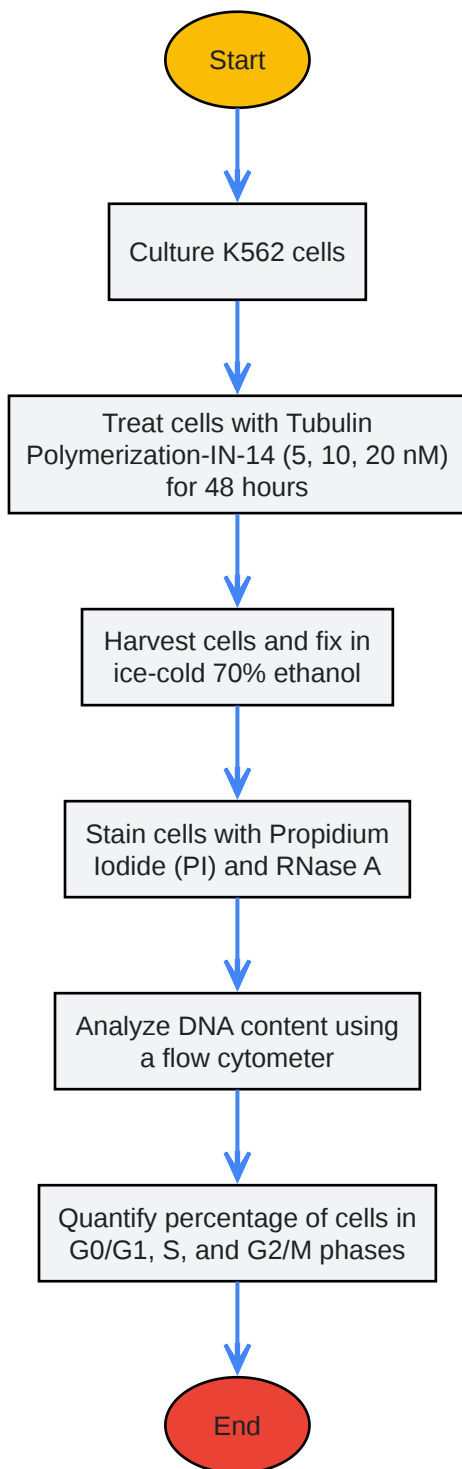 Start
Culture K562 cells
Treat cells with Tubulin
Polymerization-IN-14 (5, 10, 20 nM)
for 48 hours
Harvest cells and fix in
ice-cold 70% ethanol
Stain cells with Propidium
Iodide (PI) and RNase A
Analyze DNA content using
a flow cytometer
Quantify percentage of cells in
G0/G1, S, and G2/M phases
End